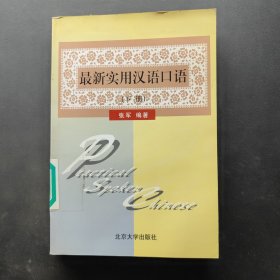 最新实用汉语口语
(下册)
张军 编著
Practical
Spoken
Chinese
北京大学出版社